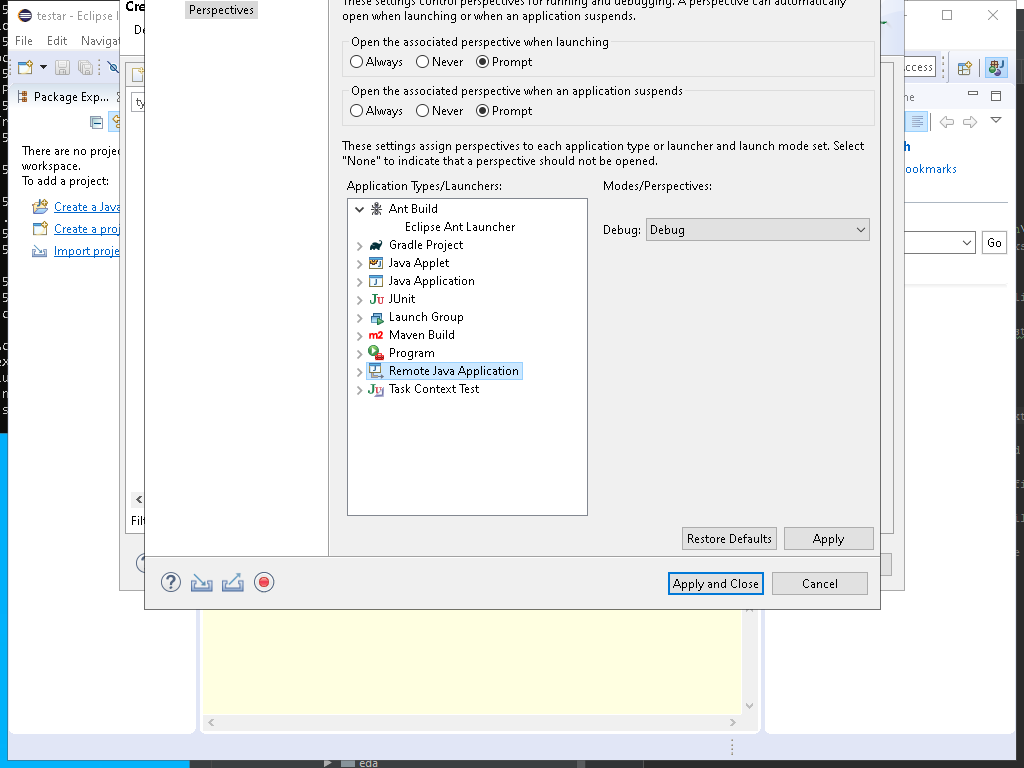 testar - Eclipse I
Cre
Perspectives
These settings control perspectives for running and debugging. A perspective can automatically
open when launching or when an application suspends.
File Edit Navigat
De
Open the associated perspective when launching
Always Never Prompt
Open the associated perspective when an application suspends
Always Never Prompt
Package Exp...
ty
ccess
ne
h
ookmarks
Go
There are no projec
workspace.
To add a project:
Create a Java
Create a proj
Import proje
These settings assign perspectives to each application type or launcher and launch mode set. Select
"None" to indicate that a perspective should not be opened.
Application Types/Launchers:
Modes/Perspectives:
Ant Build
Eclipse Ant Launcher
Debug: Debug
Gradle Project
Java Applet
Java Application
JUnit
Launch Group
Maven Build
Program
Remote Java Application
Task Context Test
Filt
Restore Defaults
Apply
Apply and Close
Cancel
eda